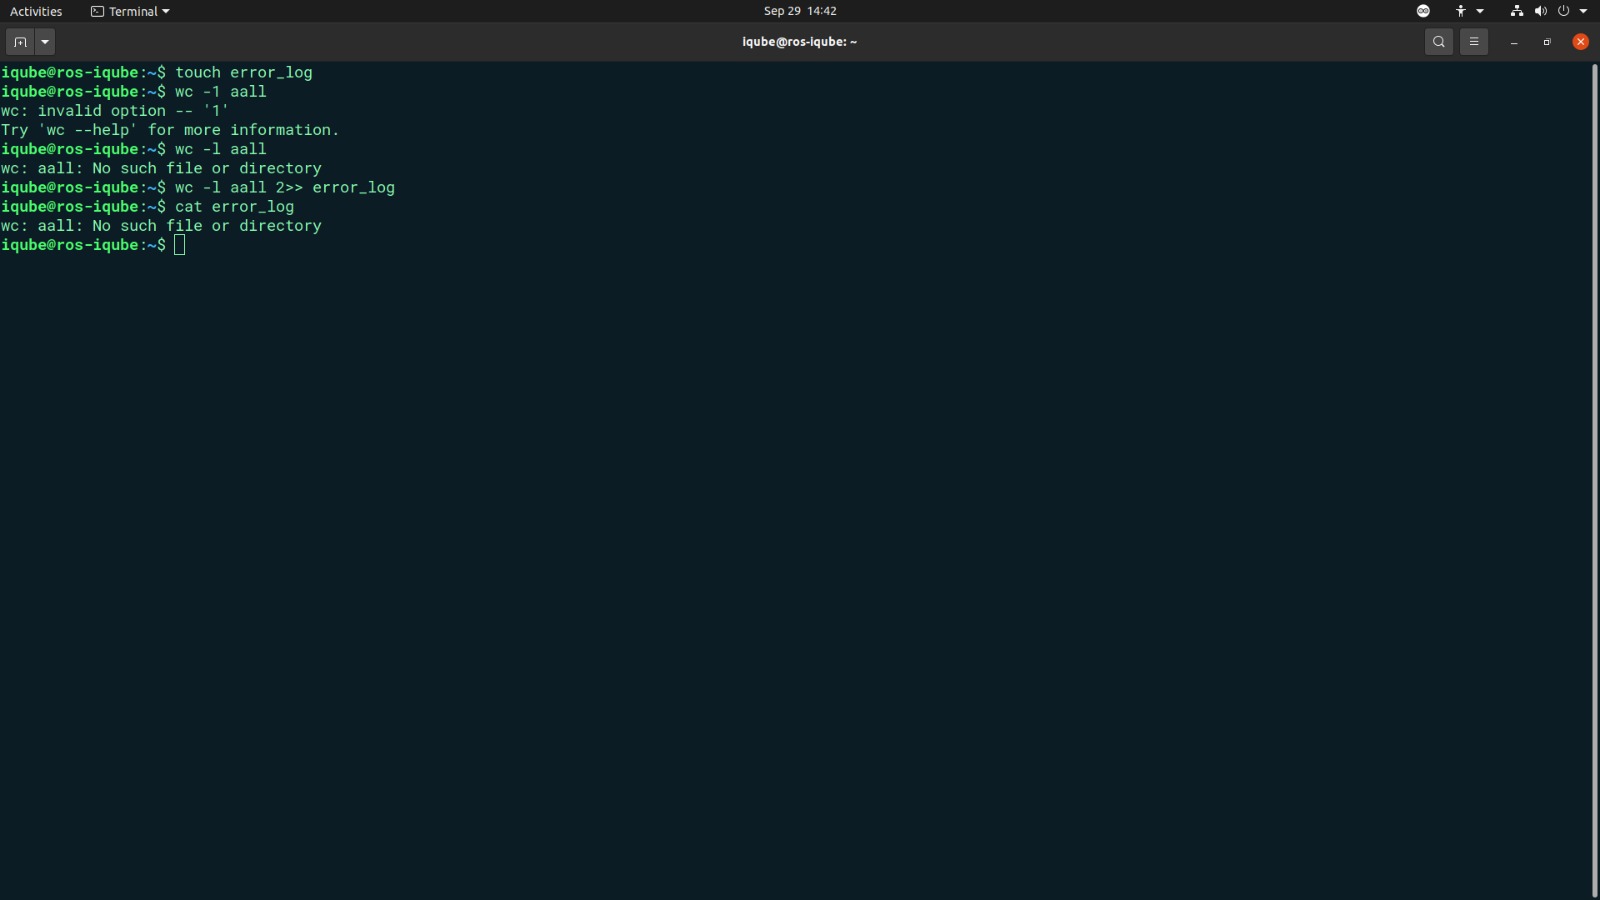 Activities Terminal Sep 29 14:42
iqube@ros-iqube: ~
iqube@ros-iqube:~$ touch error_log
iqube@ros-iqube:~$ wc -1 aall
wc: invalid option -- '1'
Try 'wc --help' for more information.
iqube@ros-iqube:~$ wc -l aall
wc: aall: No such file or directory
iqube@ros-iqube:~$ wc -l aall 2>> error_log
iqube@ros-iqube:~$ cat error_log
wc: aall: No such file or directory
iqube@ros-iqube:~$